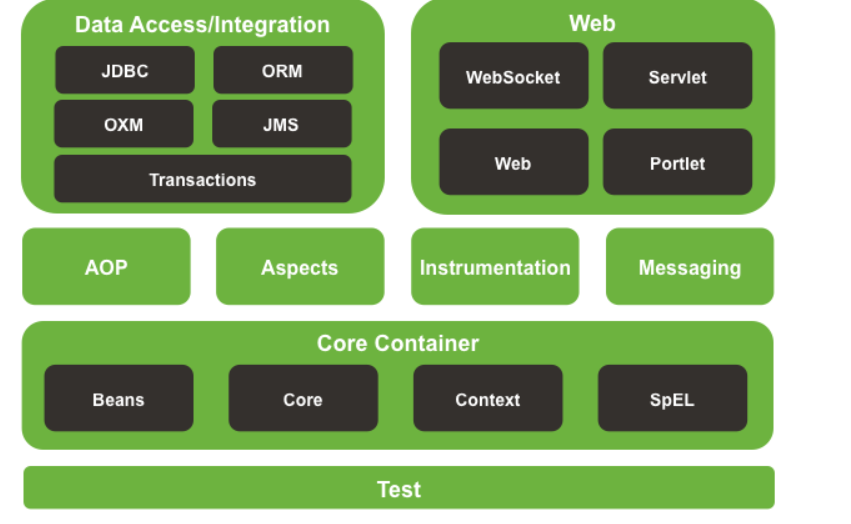 Data Access/Integration
JDBC
ORM
OXM
JMS
Transactions
Web
WebSocket
Servlet
Web
Portlet
AOP
Aspects
Instrumentation
Messaging
Core Container
Beans
Core
Context
SpEL
Test